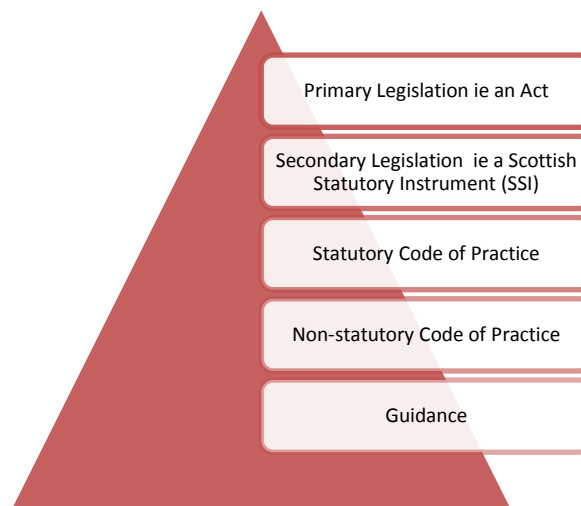 Primary Legislation ie an Act
Secondary Legislation  ie a Scottish
Statutory Instrument (SSI)
Statutory Code of Practice
Non-statutory Code of Practice
Guidance